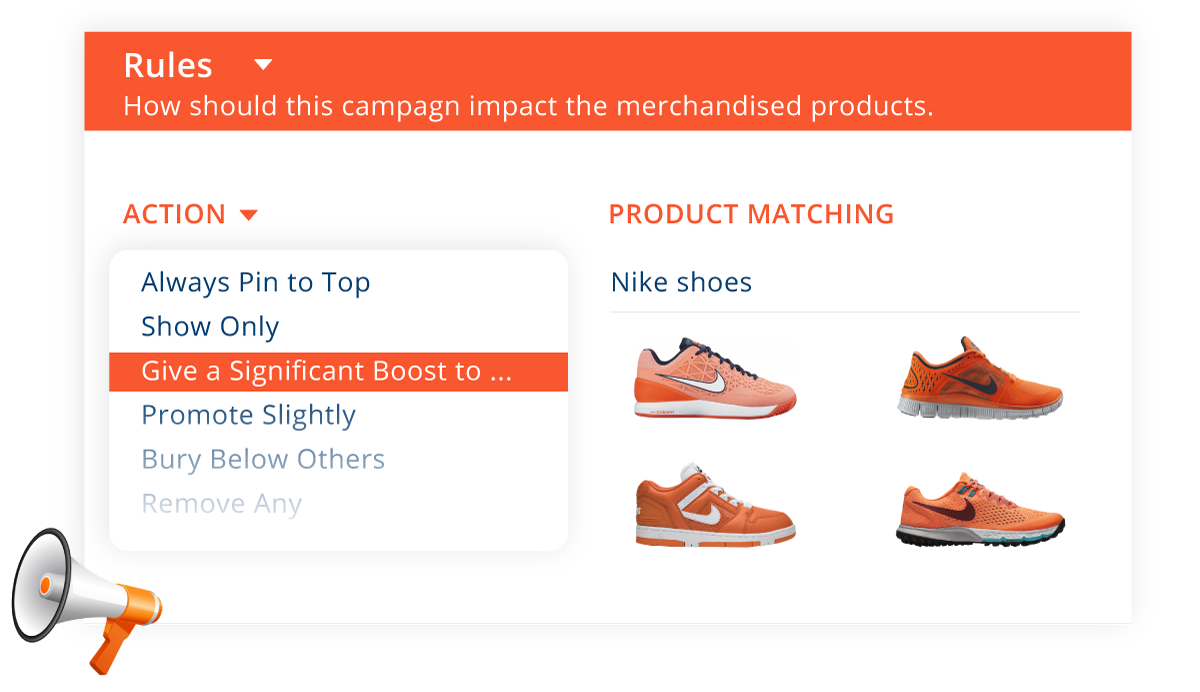 Rules
How should this campagn impact the merchandised products.
ACTION
PRODUCT MATCHING
Always Pin to Top
Show Only
Give a Significant Boost to ...
Promote Slightly
Bury Below Others
Remove Any
Nike shoes